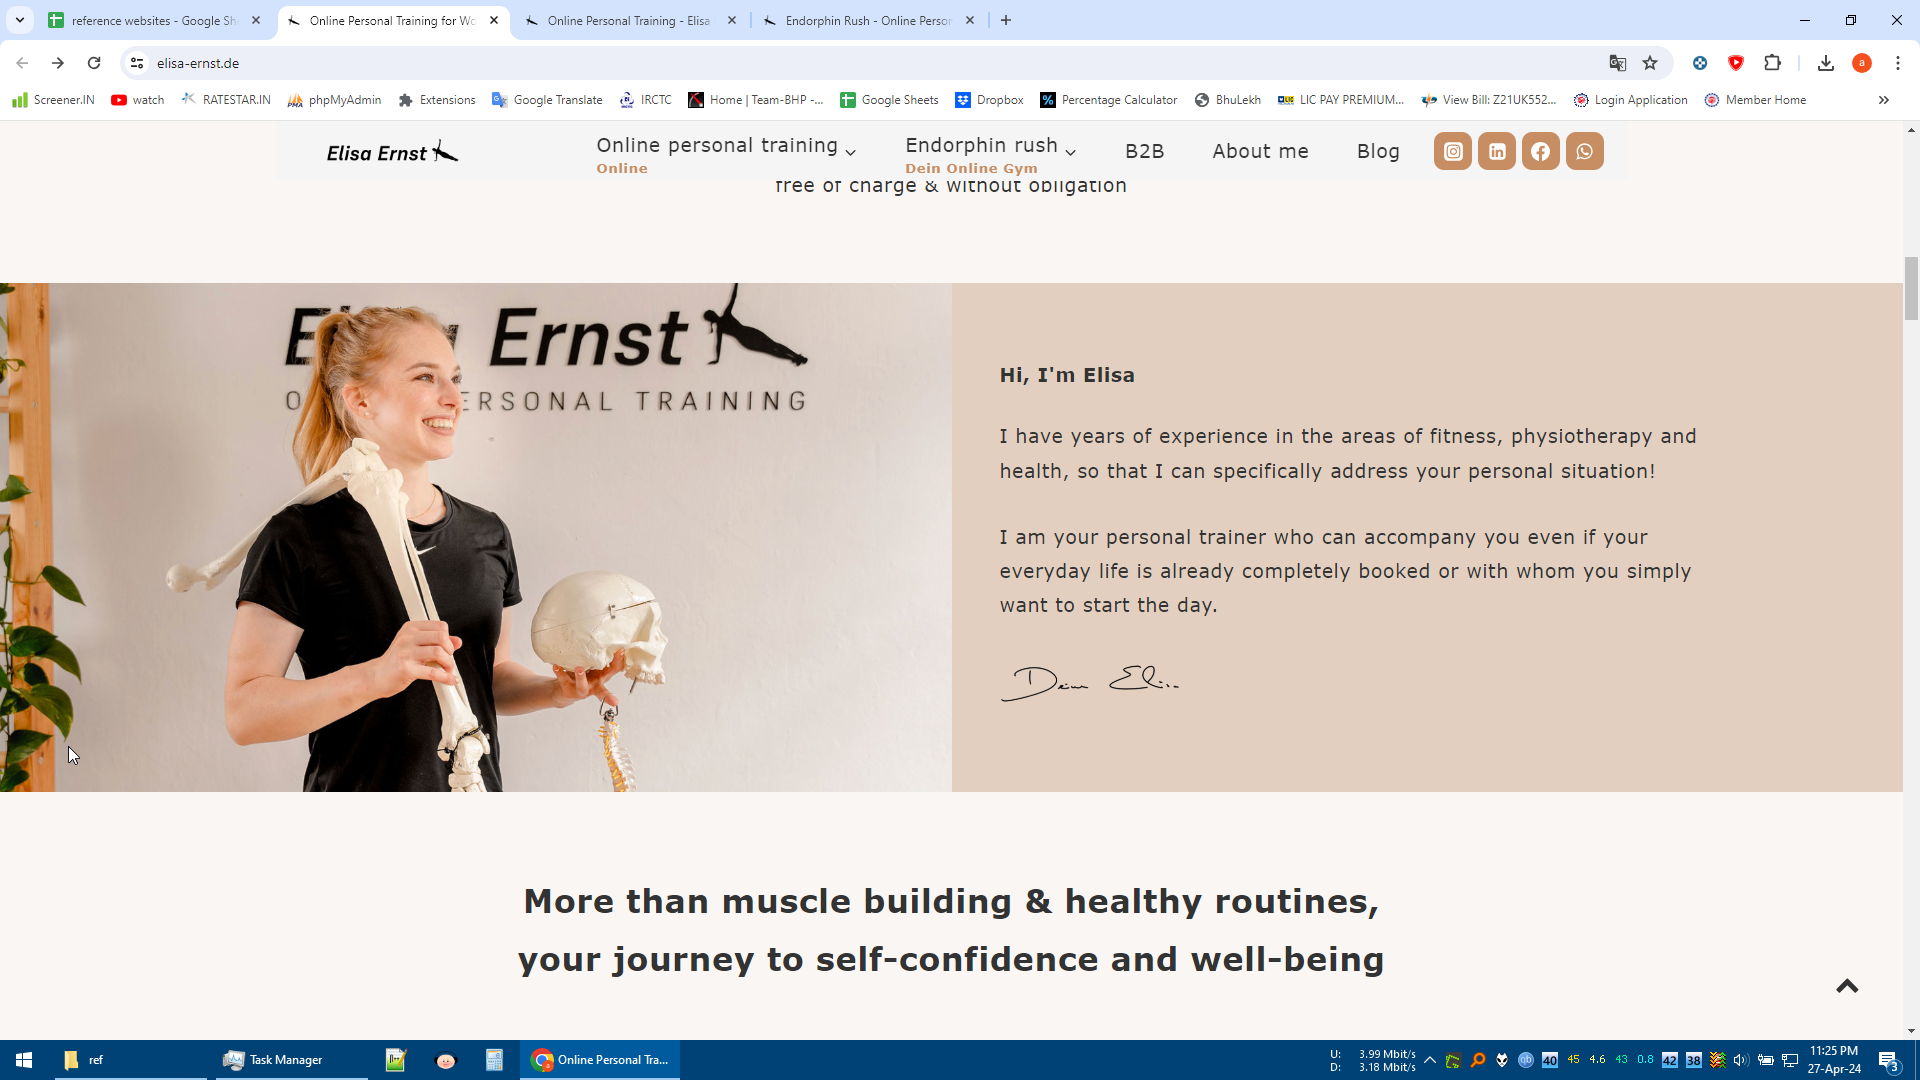 reference websites - Google She
Online Personal Training for Wo
Online Personal Training - Elisa
Endorphin Rush - Online Person
elisa-ernst.de
a
Screener.IN
watch
RATESTAR.IN
phpMyAdmin
Extensions
Google Translate
IRCTC
Home | Team-BHP -...
Google Sheets
Dropbox
Percentage Calculator
BhuLekh
LIC PAY PREMIUM...
View Bill: Z21UK552...
Login Application
Member Home
Elisa Ernst
Online personal training
Online
Endorphin rush
Dein Online Gym
B2B
About me
Blog
free of charge & without obligation
Ernst
PERSONAL TRAINING
Hi, I'm Elisa
I have years of experience in the areas of fitness, physiotherapy and
health, so that I can specifically address your personal situation!
I am your personal trainer who can accompany you even if your
everyday life is already completely booked or with whom you simply
want to start the day.
Deine Elisa
More than muscle building & healthy routines,
your journey to self-confidence and well-being
ref
Task Manager
Online Personal Tra...
U: 3.99 Mbit/s
D: 3.18 Mbit/s
40
45
4.6
43
0.8
42
38
11:25 PM
27-Apr-24
3